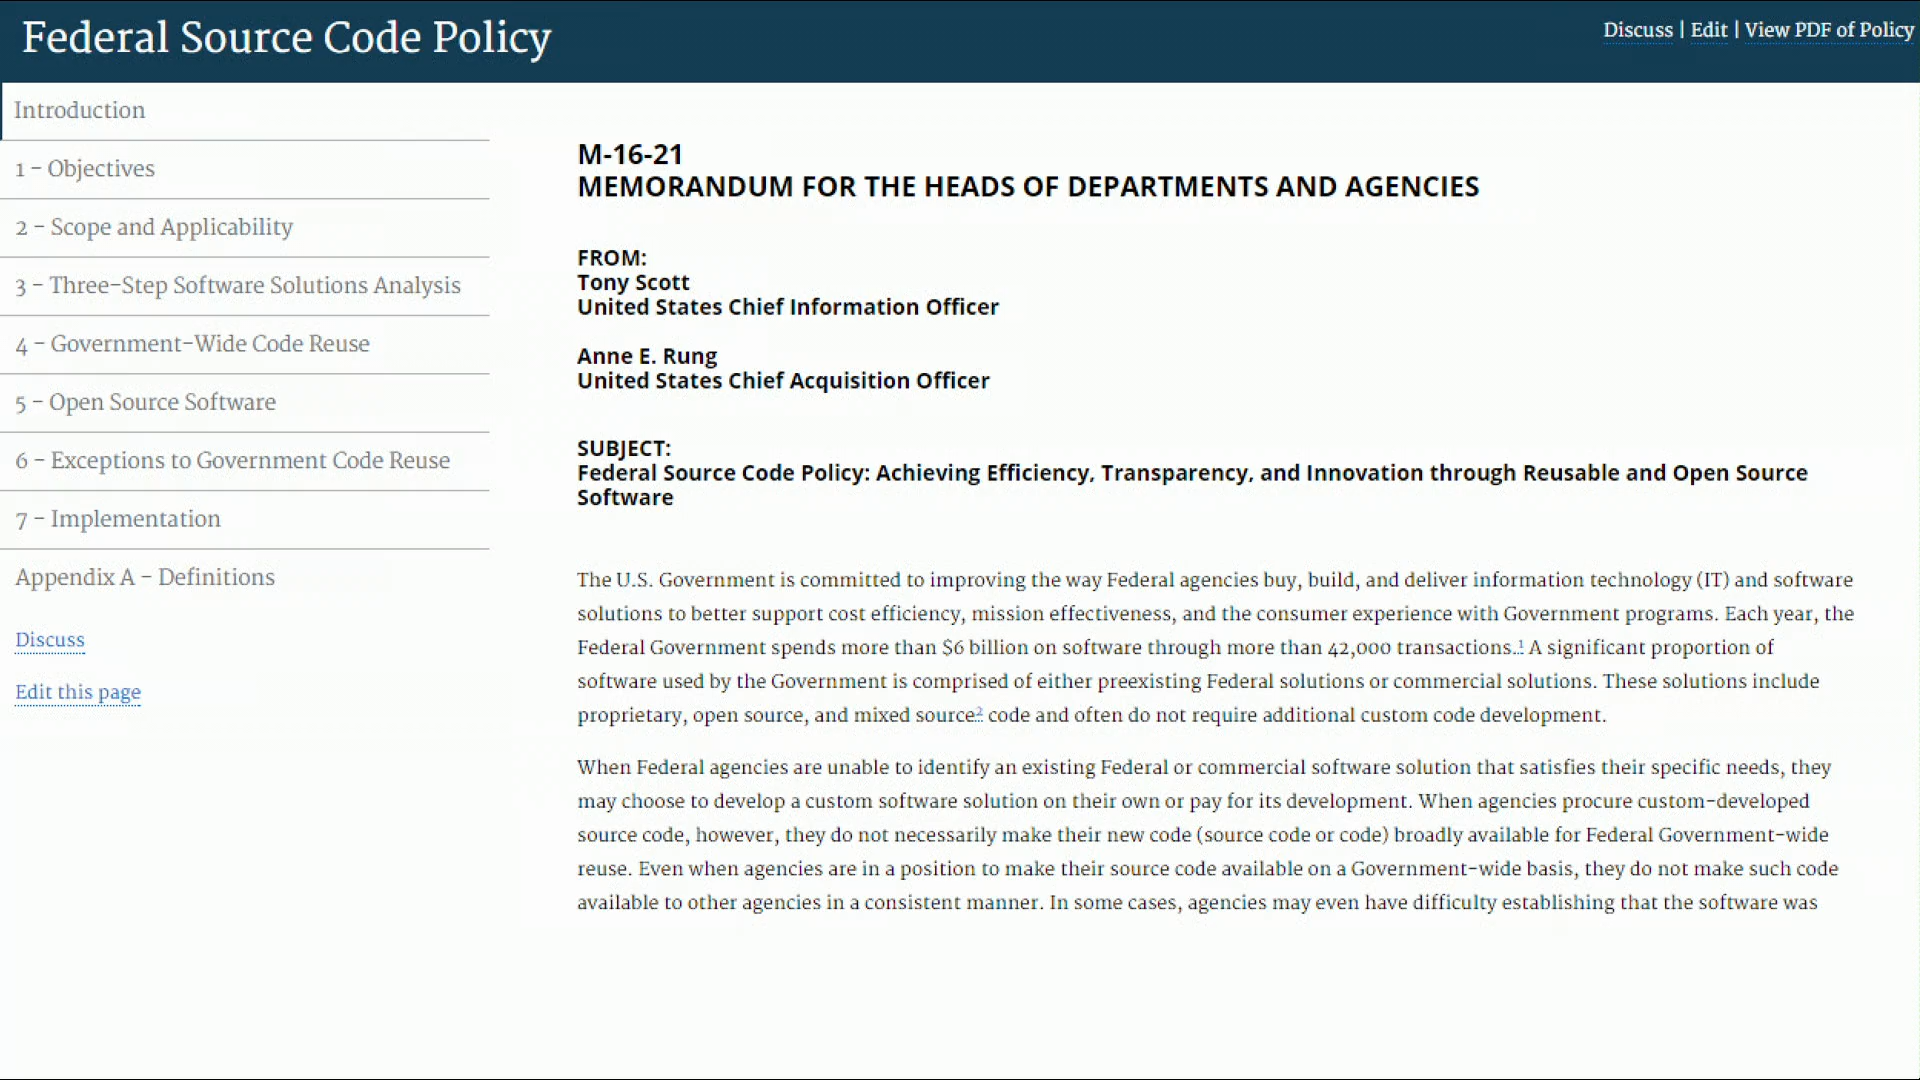 Federal Source Code Policy
Discuss | Edit | View PDF of Policy
Introduction
1 – Objectives
2 – Scope and Applicability
3 – Three-Step Software Solutions Analysis
4 – Government-Wide Code Reuse
5 – Open Source Software
6 – Exceptions to Government Code Reuse
7 – Implementation
Appendix A – Definitions
Discuss
Edit this page
M-16-21
MEMORANDUM FOR THE HEADS OF DEPARTMENTS AND AGENCIES
FROM:
Tony Scott
United States Chief Information Officer
Anne E. Rung
United States Chief Acquisition Officer
SUBJECT:
Federal Source Code Policy: Achieving Efficiency, Transparency, and Innovation through Reusable and Open Source
Software
The U.S. Government is committed to improving the way Federal agencies buy, build, and deliver information technology (IT) and software
solutions to better support cost efficiency, mission effectiveness, and the consumer experience with Government programs. Each year, the
Federal Government spends more than $6 billion on software through more than 42,000 transactions..1 A significant proportion of
software used by the Government is comprised of either preexisting Federal solutions or commercial solutions. These solutions include
proprietary, open source, and mixed source2 code and often do not require additional custom code development.
When Federal agencies are unable to identify an existing Federal or commercial software solution that satisfies their specific needs, they
may choose to develop a custom software solution on their own or pay for its development. When agencies procure custom-developed
source code, however, they do not necessarily make their new code (source code or code) broadly available for Federal Government-wide
reuse. Even when agencies are in a position to make their source code available on a Government-wide basis, they do not make such code
available to other agencies in a consistent manner. In some cases, agencies may even have difficulty establishing that the software was